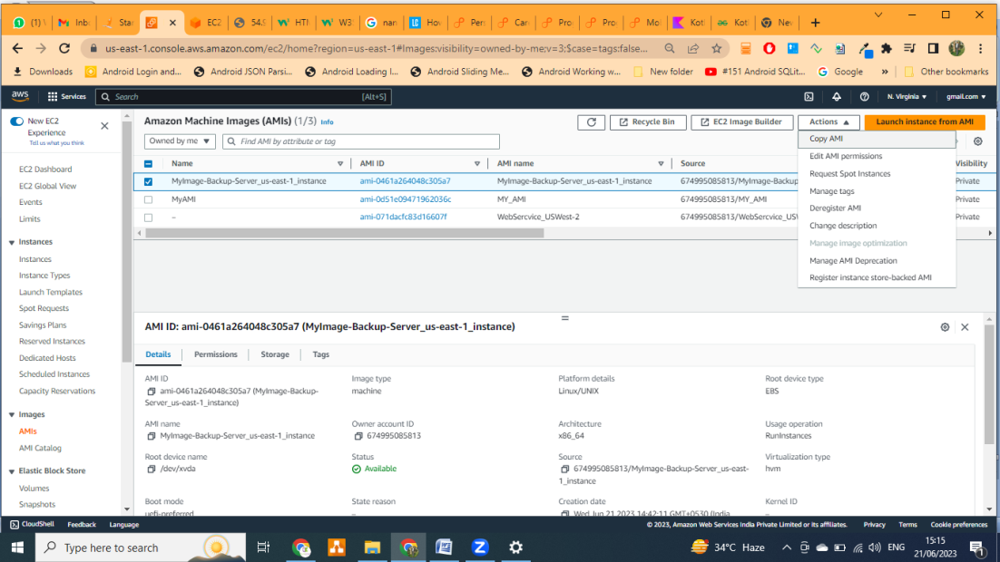 (1) \
Inb
Sta
EC2
54.9
HTI
W3
nan
Hov
Per
Car
Pro
Pro
Mo
Kot
Kotl
Nev
us-east-1.console.aws.amazon.com/ec2/home?region=us-east-1#Images:visibility=owned-by-me;v=3;$case=tags:false...
Downloads
Android Login and...
Android JSON Parsi...
Android Loading I...
Android Sliding Me...
Android Working w...
New folder
#151 Android SQLit...
Google
»
Other bookmarks
aws
Services
Search
[Alt+S]
N. Virginia ▼
gmail.com ▼
New EC2
Experience
Tell us what you think
EC2 Dashboard
EC2 Global View
Events
Limits
Instances
Instances
Instance Types
Launch Templates
Spot Requests
Savings Plans
Reserved Instances
Dedicated Hosts
Scheduled Instances
Capacity Reservations
Images
AMIs
AMI Catalog
Elastic Block Store
Volumes
Snapshots
Amazon Machine Images (AMIs) (1/3) Info
Recycle Bin
EC2 Image Builder
Actions ▲
Launch instance from AMI
Owned by me ▼
Find AMI by attribute or tag
Name
AMI ID
AMI name
Source
Visibility
MyImage-Backup-Server_us-east-1_instance
ami-0461a264048c305a7
MyImage-Backup-Server_us-east-1_instance
674995085813/MyImage-Backup
Private
MyAMI
ami-0d51e09471962036c
MY_AMI
674995085813/MY_AMI
Private
–
ami-071dacfc83d16607f
WebSercvice_USWest-2
674995085813/WebSercvice_USW
Private
Copy AMI
Edit AMI permissions
Request Spot Instances
Manage tags
Deregister AMI
Change description
Manage image optimization
Manage AMI Deprecation
Register instance store-backed AMI
AMI ID: ami-0461a264048c305a7 (MyImage-Backup-Server_us-east-1_instance)
Details
Permissions
Storage
Tags
AMI ID
ami-0461a264048c305a7 (MyImage-Backup-
Server_us-east-1_instance)
Image type
machine
Platform details
Linux/UNIX
Root device type
EBS
AMI name
MyImage-Backup-Server_us-east-1_instance
Owner account ID
674995085813
Architecture
x86_64
Usage operation
RunInstances
Root device name
/dev/xvda
Status
Available
Source
674995085813/MyImage-Backup-Server_us-east-
1_instance
Virtualization type
hvm
Boot mode
uefi-preferred
State reason
–
Creation date
Wed Jun 21 2023 14:42:11 GMT+0530 (India
Kernel ID
–
CloudShell
Feedback
Language
© 2023, Amazon Web Services India Private Limited or its affiliates.
Privacy
Terms
Cookie preferences
Type here to search
34°C Haze
ENG
15:15
21/06/2023
1